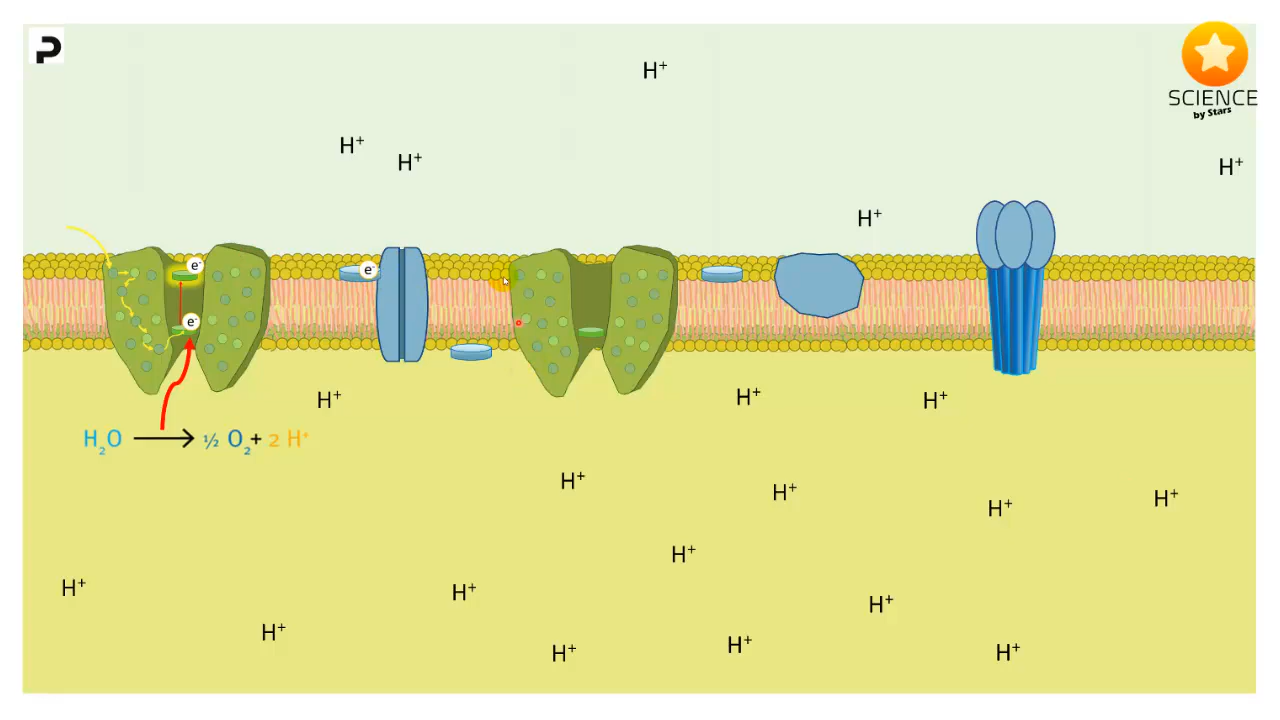 P
SCIENCE
by Stars
H⁺
H⁺
H⁺
H⁺
H⁺
e⁻
e⁻
e⁻
H⁺
H⁺
H⁺
H₂O → ½ O₂+ 2 H⁺
H⁺
H⁺
H⁺
H⁺
H⁺
H⁺
H⁺
H⁺
H⁺
H⁺
H⁺
H⁺